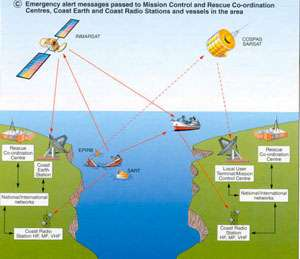 C Emergency alert messages passed to Mission Control and Rescue Co-ordination
Centres, Coast Earth and Coast Radio Stations and vessels in the area
INMARSAT
COSPAS
SARSAT
EPIRB
SART
Rescue
Co-ordination
Centre
Coast
Earth
Station
National/International
networks
Coast Radio
Station HF, MF, VHF
Local User
Terminal/Mission
Control Centre
Rescue
Co-ordination
Centre
National/International
networks
Coast Radio
Station
HF, MF, VHF